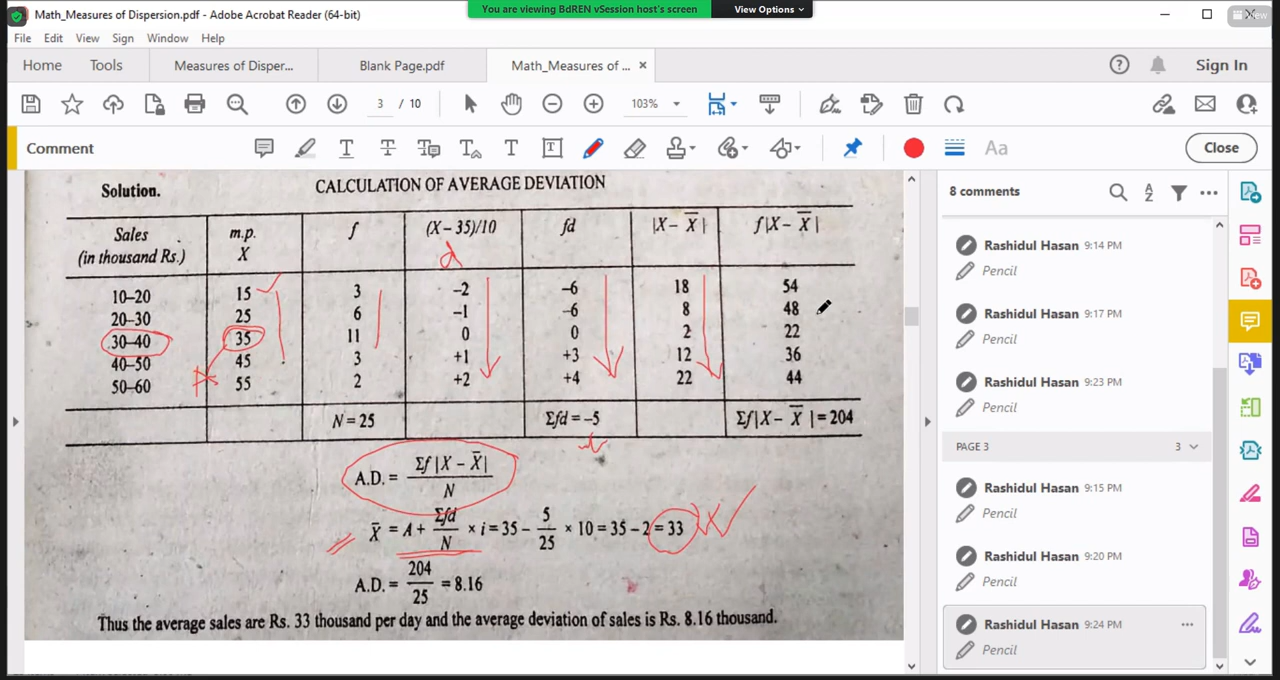 Math_Measures of Dispersion.pdf - Adobe Acrobat Reader (64-bit)
You are viewing BdREN vSession host's screen
View Options
View
File Edit View Sign Window Help
Home Tools Measures of Disper... Blank Page.pdf Math_Measures of ... × Sign In
3 / 10 103%
Comment Aa Close
Solution. CALCULATION OF AVERAGE DEVIATION
Sales m.p. f (X – 35)/10 fd |X – X̅| f|X – X̅|
(in thousand Rs.) X d
10–20 15 3 –2 –6 18 54
20–30 25 6 –1 –6 8 48
30–40 35 11 0 0 2 22
40–50 45 3 +1 +3 12 36
50–60 55 2 +2 +4 22 44
N = 25 Σfd = –5 Σf|X – X̅| = 204
A.D. = Σf |X – X̅| / N
X̅ = A + Σfd / N × i = 35 – 5 / 25 × 10 = 35 – 2 = 33
A.D. = 204 / 25 = 8.16
Thus the average sales are Rs. 33 thousand per day and the average deviation of sales is Rs. 8.16 thousand.
8 comments
Rashidul Hasan 9:14 PM
Pencil
Rashidul Hasan 9:17 PM
Pencil
Rashidul Hasan 9:23 PM
Pencil
PAGE 3 3
Rashidul Hasan 9:15 PM
Pencil
Rashidul Hasan 9:20 PM
Pencil
Rashidul Hasan 9:24 PM
Pencil